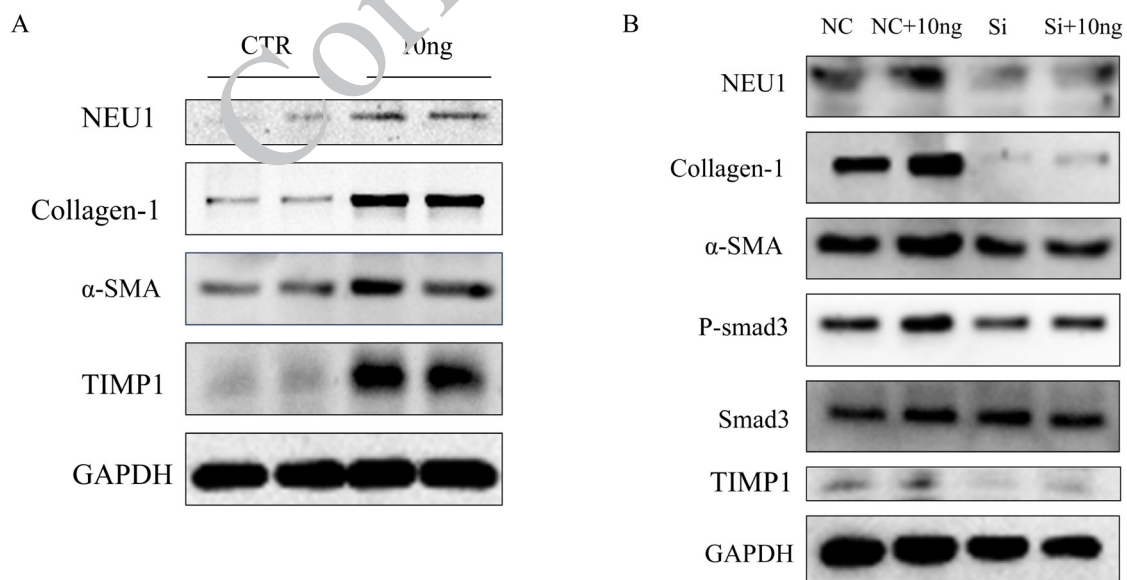 A
CTR 10ng
NEU1
Collagen-1
α-SMA
TIMP1
GAPDH
B
NC NC+10ng Si Si+10ng
NEU1
Collagen-1
α-SMA
P-smad3
Smad3
TIMP1
GAPDH